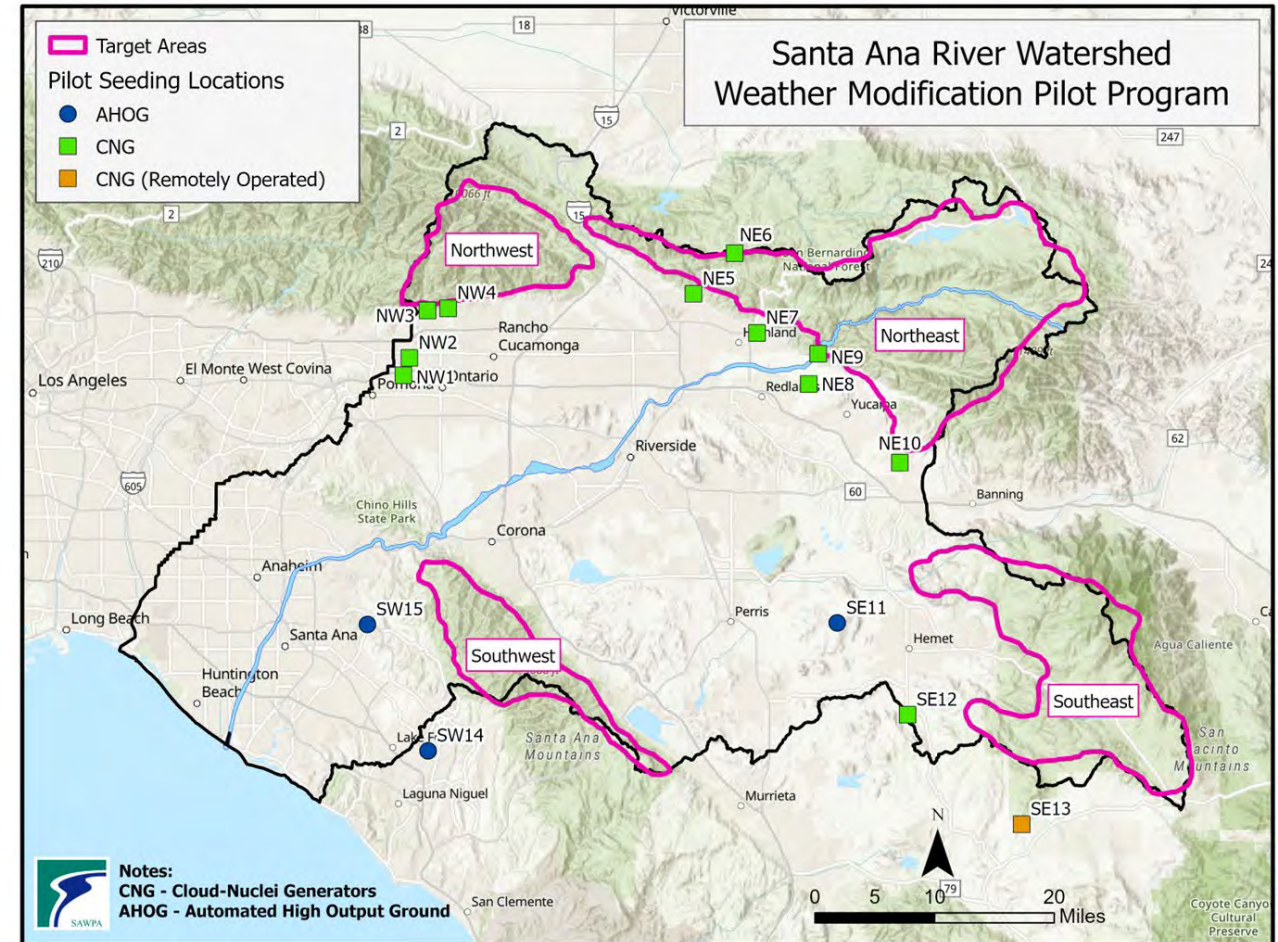 Victorville
Target Areas
Pilot Seeding Locations
AHOG
CNG
CNG (Remotely Operated)
Santa Ana River Watershed
Weather Modification Pilot Program
18
15
2
247
2
15
210
Northwest
NE6
National Forest
NE5
NW4
NW3
NE7
Northeast
Rancho
Cucamonga
NW2
NE9
El Monte
West Covina
NW1
Los Angeles
NE8
Yucaipa
NE10
62
Riverside
605
60
Banning
Chino Hills
State Park
Corona
Anaheim
SW15
Perris
SE11
Long Beach
Santa Ana
Hemet
Agua Caliente
Southwest
Huntington
Beach
Southeast
SE12
SW14
Santa Ana
Mountains
San
Mountains
Laguna Niguel
Murrieta
SE13
N
79
0 5 10 20
Miles
San Clemente
Coyote Canyon
Cultural
Preserve
SAWPA
Notes:
CNG - Cloud-Nuclei Generators
AHOG - Automated High Output Ground